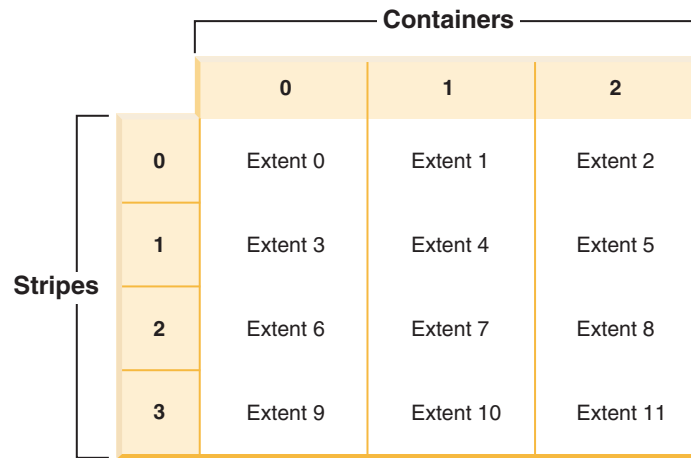 Containers
0 1 2
0 Extent 0 Extent 1 Extent 2
1 Extent 3 Extent 4 Extent 5
Stripes
2 Extent 6 Extent 7 Extent 8
3 Extent 9 Extent 10 Extent 11